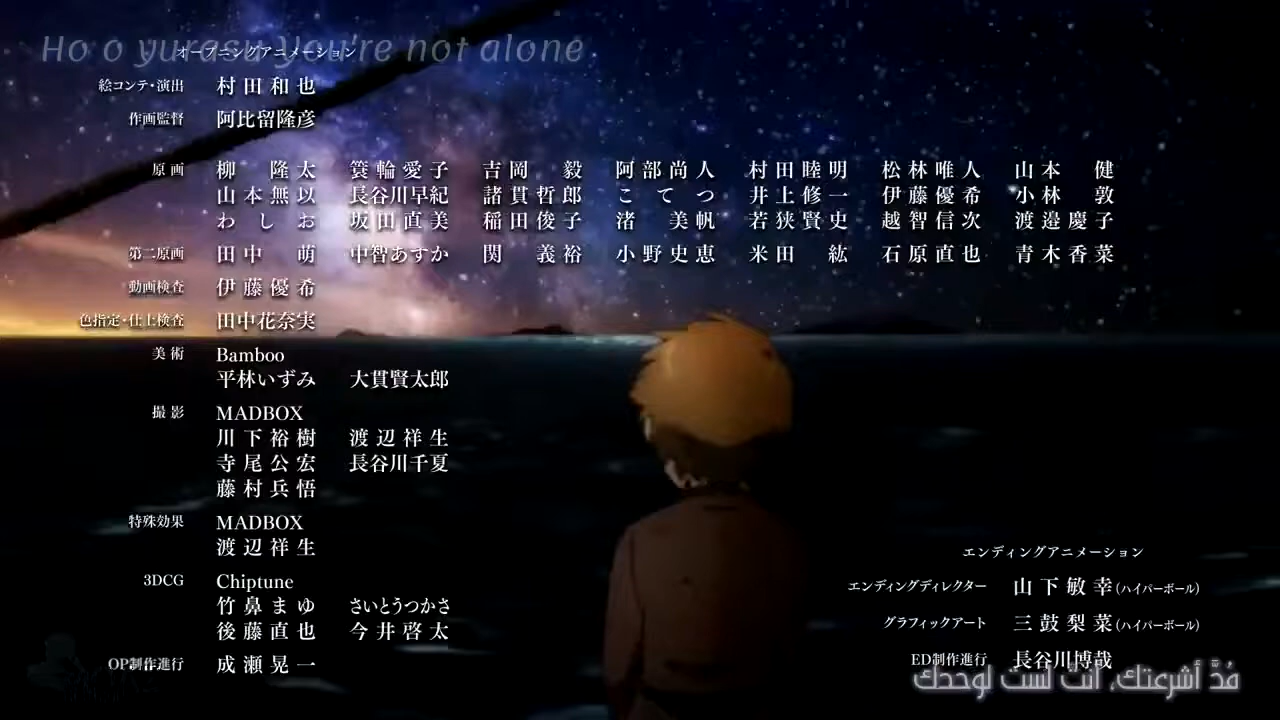 Ho o yurasu You're not alone
オープニングアニメーション
絵コンテ・演出 村田和也
作画監督 阿比留隆彦
原画 柳 隆太 簑輪愛子 吉岡 毅 阿部尚人 村田睦明 松林唯人 山本 健
山本無以 長谷川早紀 諸貫哲郎 こてつ 井上修一 伊藤優希 小林 敦
わしお 坂田直美 稲田俊子 渚 美帆 若狭賢史 越智信次 渡邉慶子
第二原画 田中 萌 中智あすか 関 義裕 小野史恵 米田 紘 石原直也 青木香菜
動画検査 伊藤優希
色指定・仕上検査 田中花奈実
美術 Bamboo
平林いずみ 大貫賢太郎
撮影 MADBOX
川下裕樹 渡辺祥生
寺尾公宏 長谷川千夏
藤村兵悟
特殊効果 MADBOX
渡辺祥生
3DCG Chiptune
竹鼻まゆ さいとうつかさ
後藤直也 今井啓太
OP制作進行 成瀬晃一
エンディングアニメーション
エンディングディレクター 山下敏幸(ハイパーボール)
グラフィックアート 三鼓梨菜(ハイパーボール)
ED制作進行 長谷川博哉
مُدَّ أشرعتك، أنت لست لوحدك